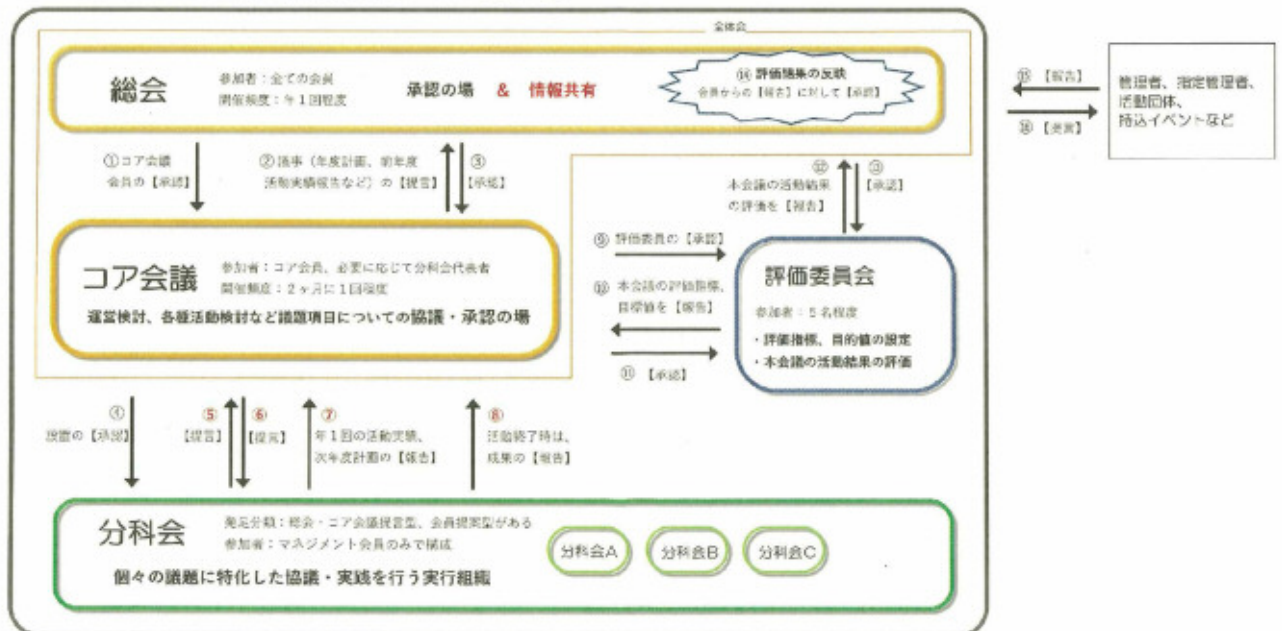 全体会
総会
参加者：全ての会員
開催頻度：年1回程度
承認の場 & 情報共有
⑭ 評価結果の反映
会員からの【報告】に対して【承認】
⑮【報告】
⑯【提言】
管理者、指定管理者、
活動団体、
持込イベントなど
①コア会議
会員の【承認】
②議事（年度計画、前年度
活動実績報告など）の【提言】
③
【承認】
⑫
本会議の活動結果
の評価を【報告】
⑬
【承認】
コア会議
参加者：コア会員、必要に応じて分科会代表者
開催頻度：2ヶ月に1回程度
運営検討、各種活動検討など議題項目についての協議・承認の場
⑨ 評価委員の【承認】
⑩ 本会議の評価指標、
目標値を【報告】
⑪【承認】
評価委員会
参加者：5名程度
・評価指標、目的値の設定
・本会議の活動結果の評価
④
設置の【承認】
⑤
【提言】
⑥
【提言】
⑦
年1回の活動実績、
次年度計画の【報告】
⑧
活動終了時は、
成果の【報告】
分科会
発足分類：総会・コア会議提言型、会員提案型がある
参加者：マネジメント会員のみで構成
個々の議題に特化した協議・実践を行う実行組織
分科会A
分科会B
分科会C